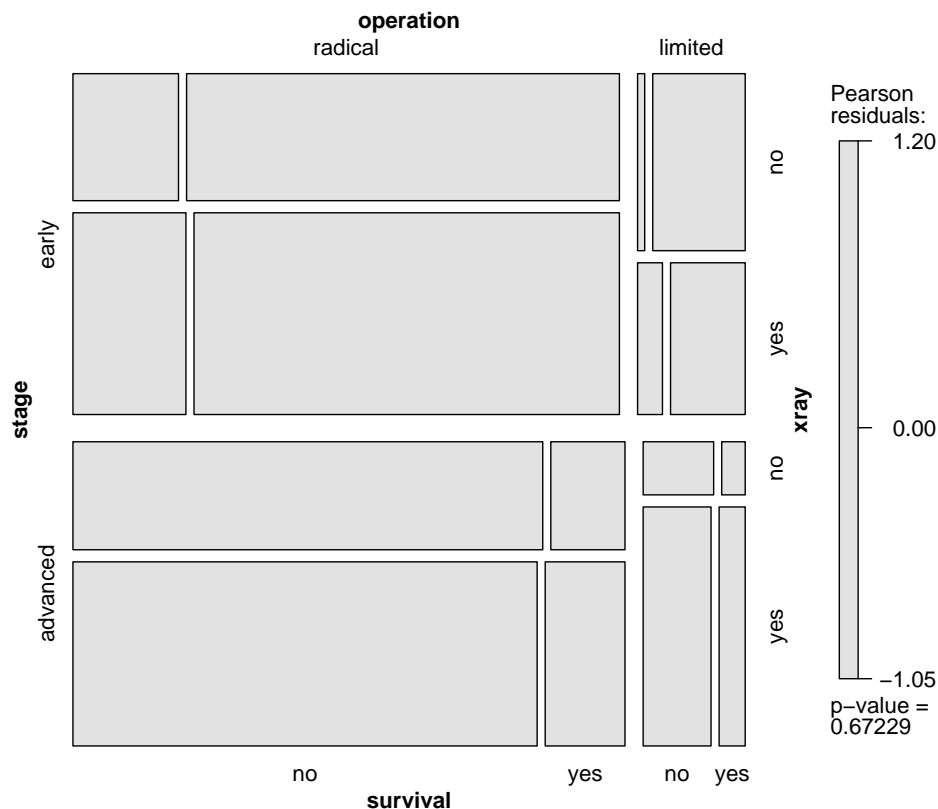 operation
radical limited
Pearson
residuals:
1.20
0.00
−1.05
p−value =
0.67229
stage
early
advanced
xray
no
yes
no
yes
no yes no yes
survival